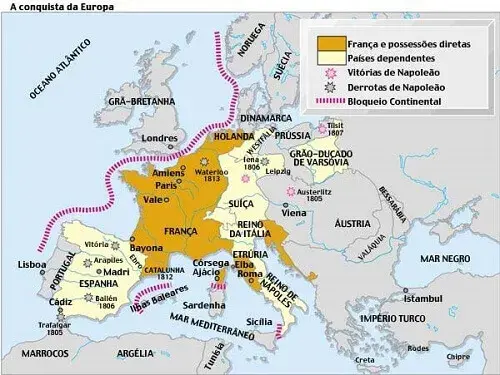 A conquista da Europa
OCEANO ATLÂNTICO
NORUEGA
SUÉCIA
França e possessões diretas
Países dependentes
Vitórias de Napoleão
Derrotas de Napoleão
Bloqueio Continental
GRÃ-BRETANHA
Londres
DINAMARCA
HOLANDA
WESTFÁLIA
PRÚSSIA
Tilsit
1807
GRÃO-DUCADO
DE VARSÓVIA
Amiens
Paris
Vale
Waterloo
1813
Iena
1806
Leipzig
Austerlitz
1805
Viena
ÁUSTRIA
BESSARÁBIA
VALÁQUIA
FRANÇA
SUÍÇA
REINO
DA ITÁLIA
MAR NEGRO
Bayona
Vitória
Ebro
CATALUNHA
1812
ETRÚRIA
Córsega
Ajácio
Elba
Roma
REINO DE
NÁPOLES
Lisboa
PORTUGAL
Arapiles
Madri
ESPANHA
Bailén
1806
Cádiz
Trafalgar
1805
Ilhas Baleares
Sardenha
MAR MEDITERRÂNEO
Sicília
Istambul
IMPÉRIO TURCO
MARROCOS
ARGÉLIA
Tunísia
Creta
Rodes
Chipre